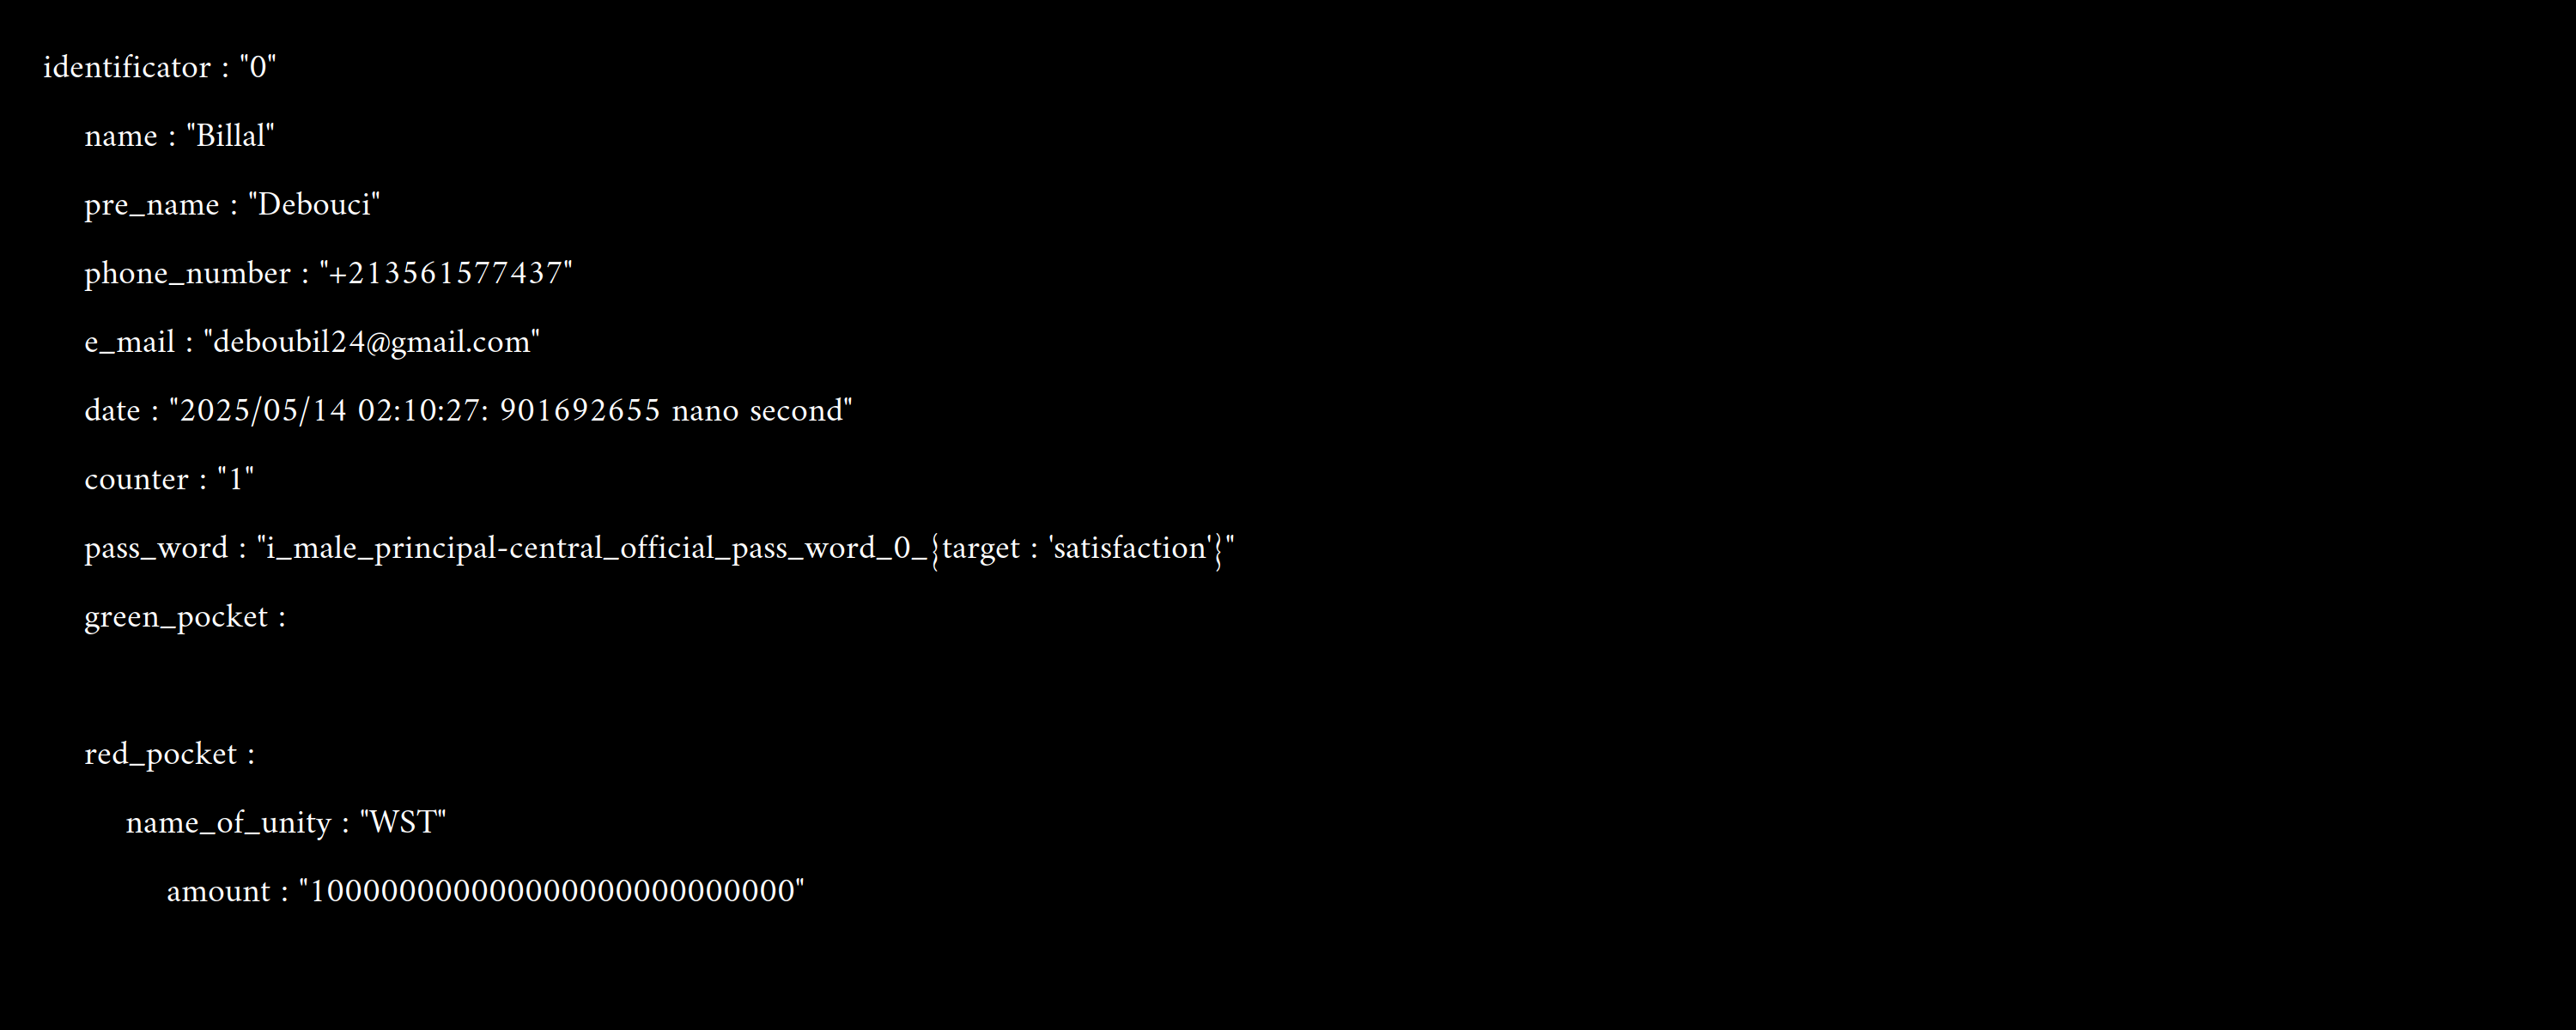 identificator : "0"
name : "Billal"
pre_name : "Debouci"
phone_number : "+213561577437"
e_mail : "deboubil24@gmail.com"
date : "2025/05/14 02:10:27: 901692655 nano second"
counter : "1"
pass_word : "i_male_principal-central_official_pass_word_0_{target : 'satisfaction'}"
green_pocket :
red_pocket :
name_of_unity : "WST"
amount : "100000000000000000000000000"